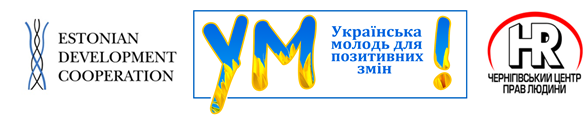 ESTONIAN
DEVELOPMENT
COOPERATION
УМ!
Українська
молодь для
позитивних
змін
HR
ЧЕРНІГІВСЬКИЙ ЦЕНТР
ПРАВ ЛЮДИНИ